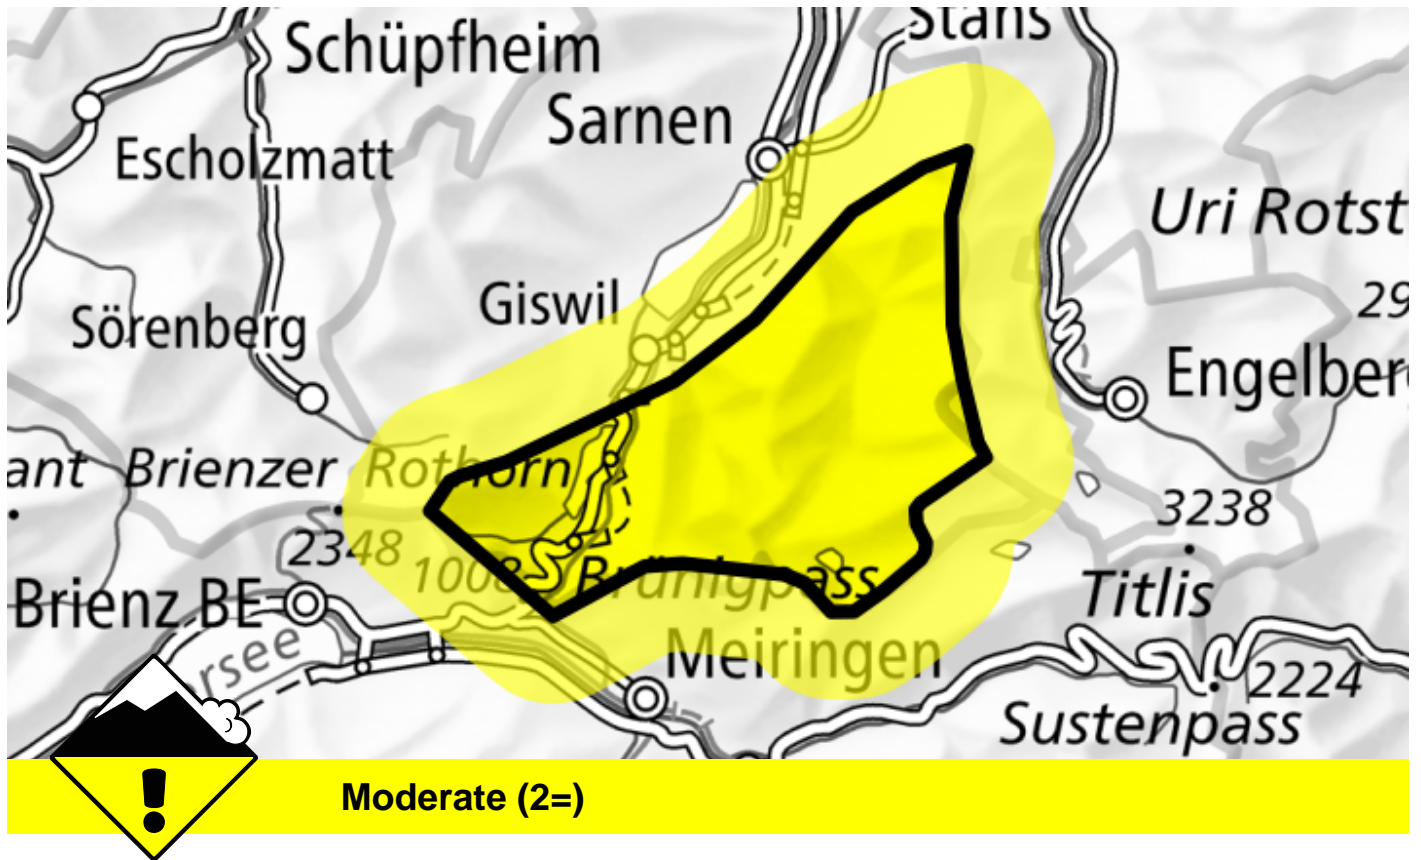 Stans
Schüpfheim
Sarnen
Escholzmatt
Uri Rotst
Giswil
29
Sörenberg
Engelberg
ant Brienzer Rothorn
3238
2348
1008
Brünigpass
Titlis
Brienz BE
ersee
Meiringen
2224
Sustenpass
Moderate (2=)